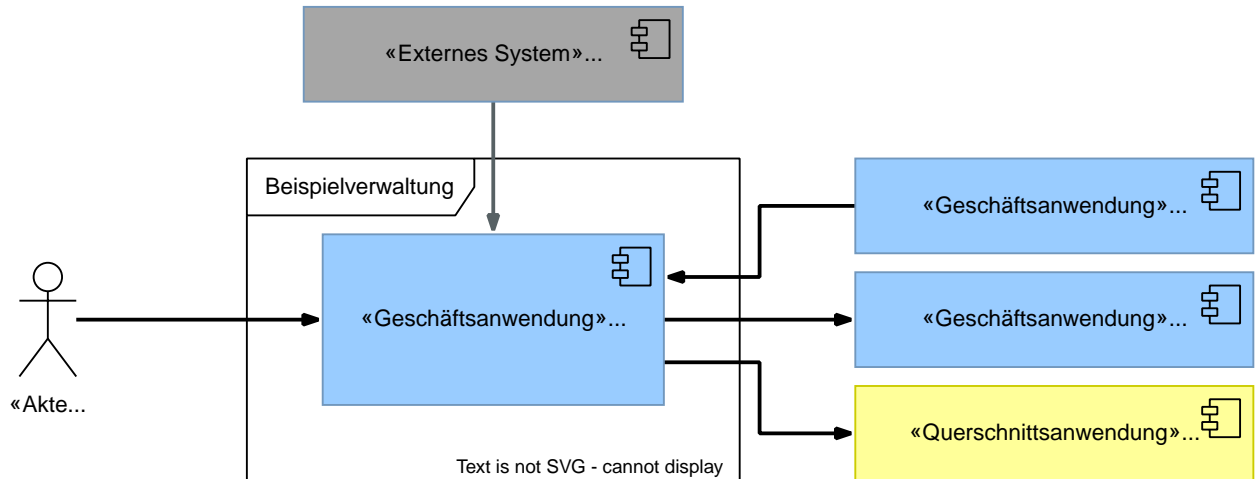 «Externes System»...
Beispielverwaltung
«Geschäftsanwendung»...
«Geschäftsanwendung»...
«Geschäftsanwendung»...
«Akte...
«Querschnittsanwendung»...
Text is not SVG - cannot display